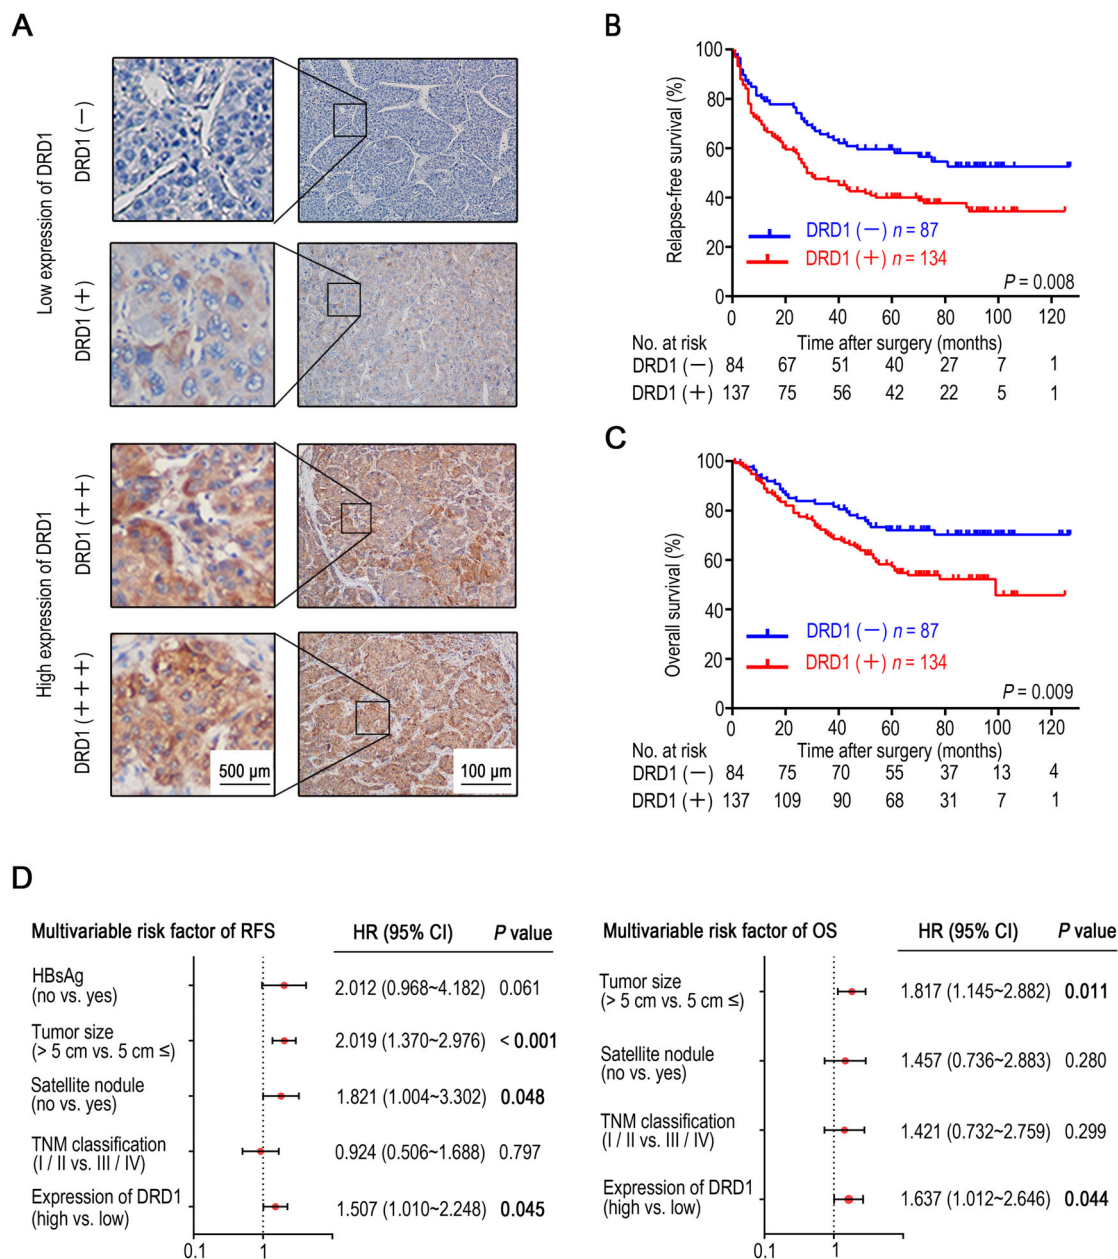 A
Low expression of DRD1
DRD1 (−)
DRD1 (+)
High expression of DRD1
DRD1 (++)
DRD1 (+++)
500 μm
100 μm
B
Relapse-free survival (%)
100
80
60
40
20
0
DRD1 (−) n = 87
DRD1 (+) n = 134
P = 0.008
0 20 40 60 80 100 120
No. at risk Time after surgery (months)
DRD1 (−) 84 67 51 40 27 7 1
DRD1 (+) 137 75 56 42 22 5 1
C
Overall survival (%)
100
80
60
40
20
0
DRD1 (−) n = 87
DRD1 (+) n = 134
P = 0.009
0 20 40 60 80 100 120
No. at risk Time after surgery (months)
DRD1 (−) 84 75 70 55 37 13 4
DRD1 (+) 137 109 90 68 31 7 1
D
Multivariable risk factor of RFS HR (95% CI) P value
HBsAg
(no vs. yes) 2.012 (0.968~4.182) 0.061
Tumor size
(> 5 cm vs. 5 cm ≤) 2.019 (1.370~2.976) < 0.001
Satellite nodule
(no vs. yes) 1.821 (1.004~3.302) 0.048
TNM classification
(I / II vs. III / IV) 0.924 (0.506~1.688) 0.797
Expression of DRD1
(high vs. low) 1.507 (1.010~2.248) 0.045
0.1 1
Multivariable risk factor of OS HR (95% CI) P value
Tumor size
(> 5 cm vs. 5 cm ≤) 1.817 (1.145~2.882) 0.011
Satellite nodule
(no vs. yes) 1.457 (0.736~2.883) 0.280
TNM classification
(I / II vs. III / IV) 1.421 (0.732~2.759) 0.299
Expression of DRD1
(high vs. low) 1.637 (1.012~2.646) 0.044
0.1 1